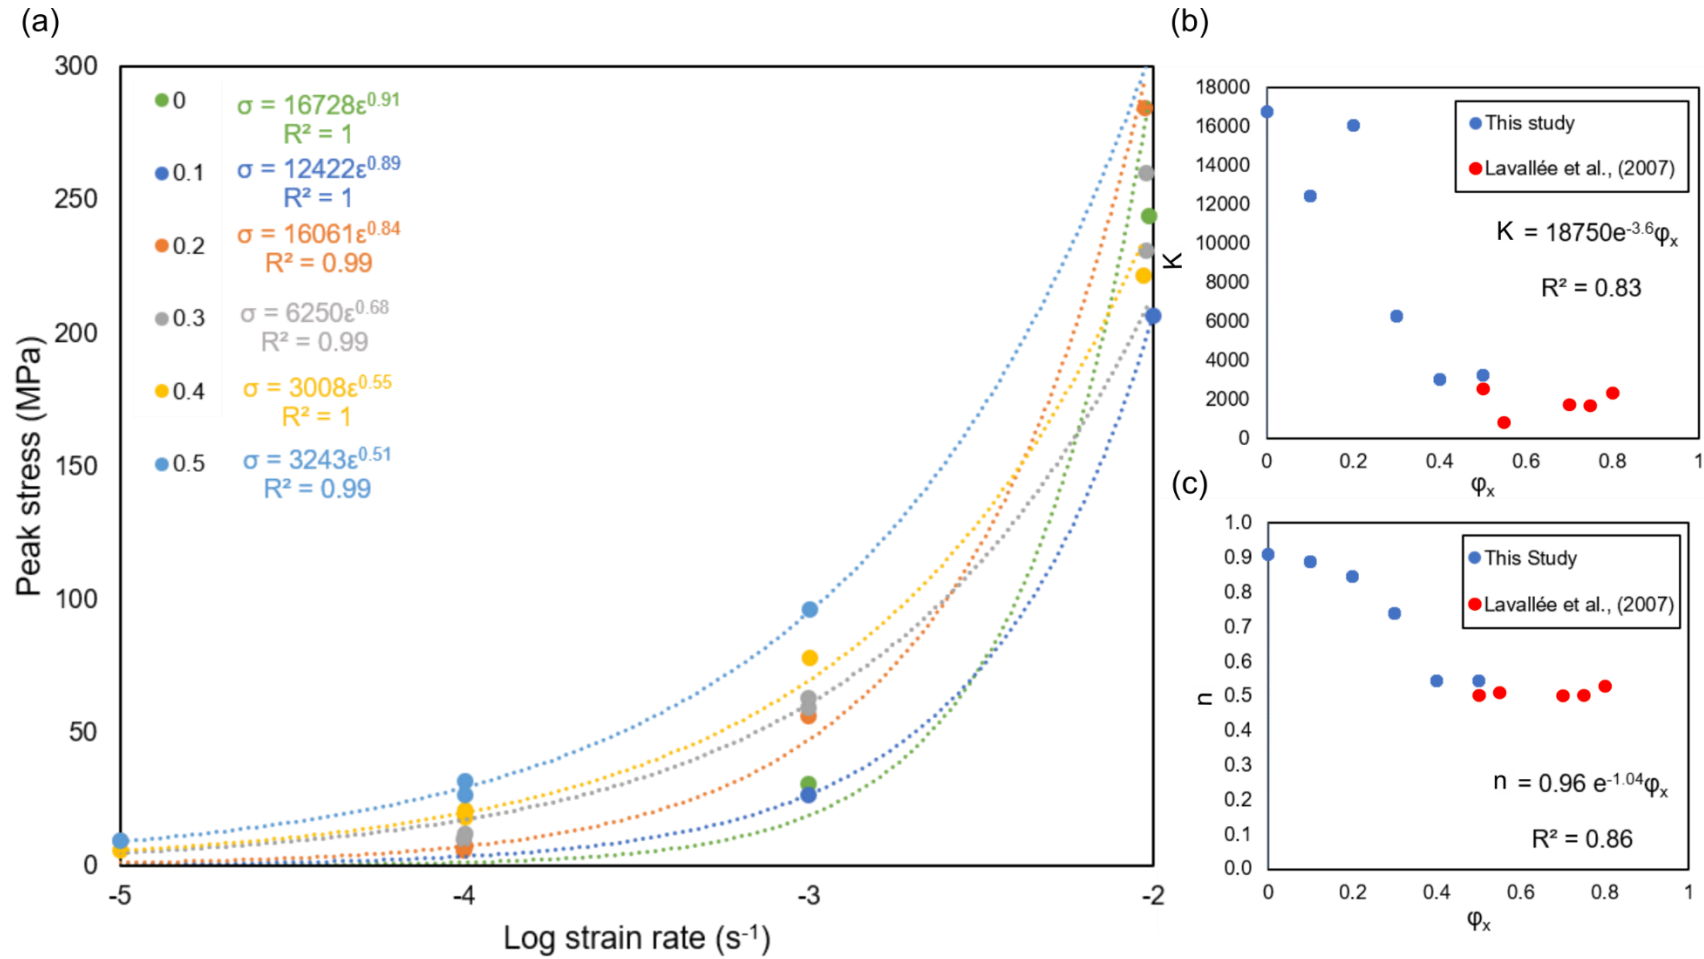 (a)
300
250
200
150
100
50
0
Peak stress (MPa)
-5
-4
-3
-2
Log strain rate (s⁻¹)
0
σ = 16728ε^0.91
R² = 1
0.1
σ = 12422ε^0.89
R² = 1
0.2
σ = 16061ε^0.84
R² = 0.99
0.3
σ = 6250ε^0.68
R² = 0.99
0.4
σ = 3008ε^0.55
R² = 1
0.5
σ = 3243ε^0.51
R² = 0.99
(b)
18000
16000
14000
12000
10000
8000
6000
4000
2000
0
K
This study
Lavallée et al., (2007)
K = 18750e^-3.6φₓ
R² = 0.83
0
0.2
0.4
0.6
0.8
1
φₓ
(c)
1.0
0.9
0.8
0.7
0.6
0.5
0.4
0.3
0.2
0.1
0.0
n
This Study
Lavallée et al., (2007)
n = 0.96 e^-1.04φₓ
R² = 0.86
0
0.2
0.4
0.6
0.8
1
φₓ